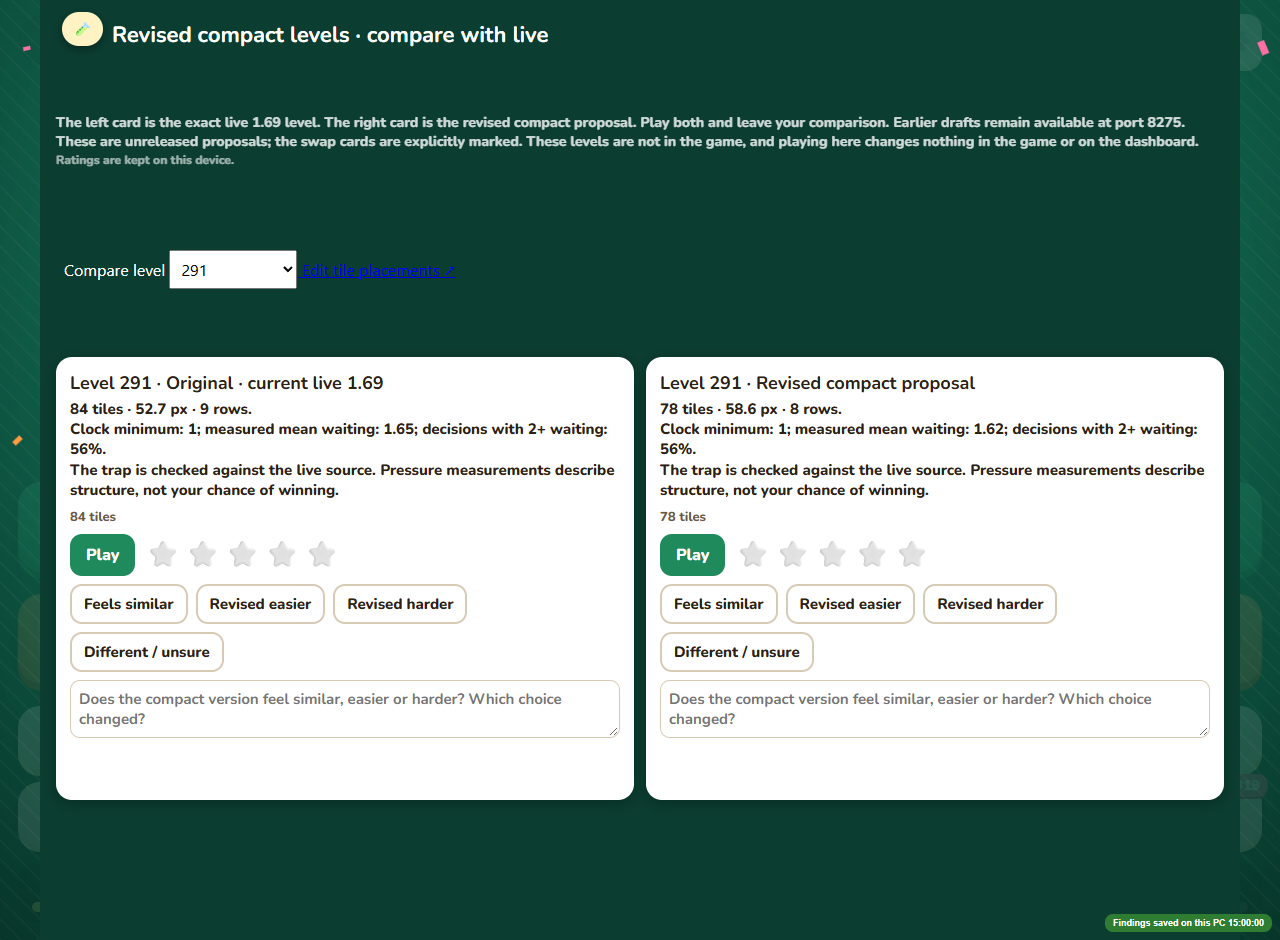 Revised compact levels · compare with live
The left card is the exact live 1.69 level. The right card is the revised compact proposal. Play both and leave your comparison. Earlier drafts remain available at port 8275.
These are unreleased proposals; the swap cards are explicitly marked. These levels are not in the game, and playing here changes nothing in the game or on the dashboard.
Ratings are kept on this device.
Compare level 291 Edit tile placements ↗
Level 291 · Original · current live 1.69
84 tiles · 52.7 px · 9 rows.
Clock minimum: 1; measured mean waiting: 1.65; decisions with 2+ waiting:
56%.
The trap is checked against the live source. Pressure measurements describe
structure, not your chance of winning.
84 tiles
Play
Feels similar Revised easier Revised harder
Different / unsure
Does the compact version feel similar, easier or harder? Which choice
changed?
Level 291 · Revised compact proposal
78 tiles · 58.6 px · 8 rows.
Clock minimum: 1; measured mean waiting: 1.62; decisions with 2+ waiting:
56%.
The trap is checked against the live source. Pressure measurements describe
structure, not your chance of winning.
78 tiles
Play
Feels similar Revised easier Revised harder
Different / unsure
Does the compact version feel similar, easier or harder? Which choice
changed?
Findings saved on this PC 15:00:00